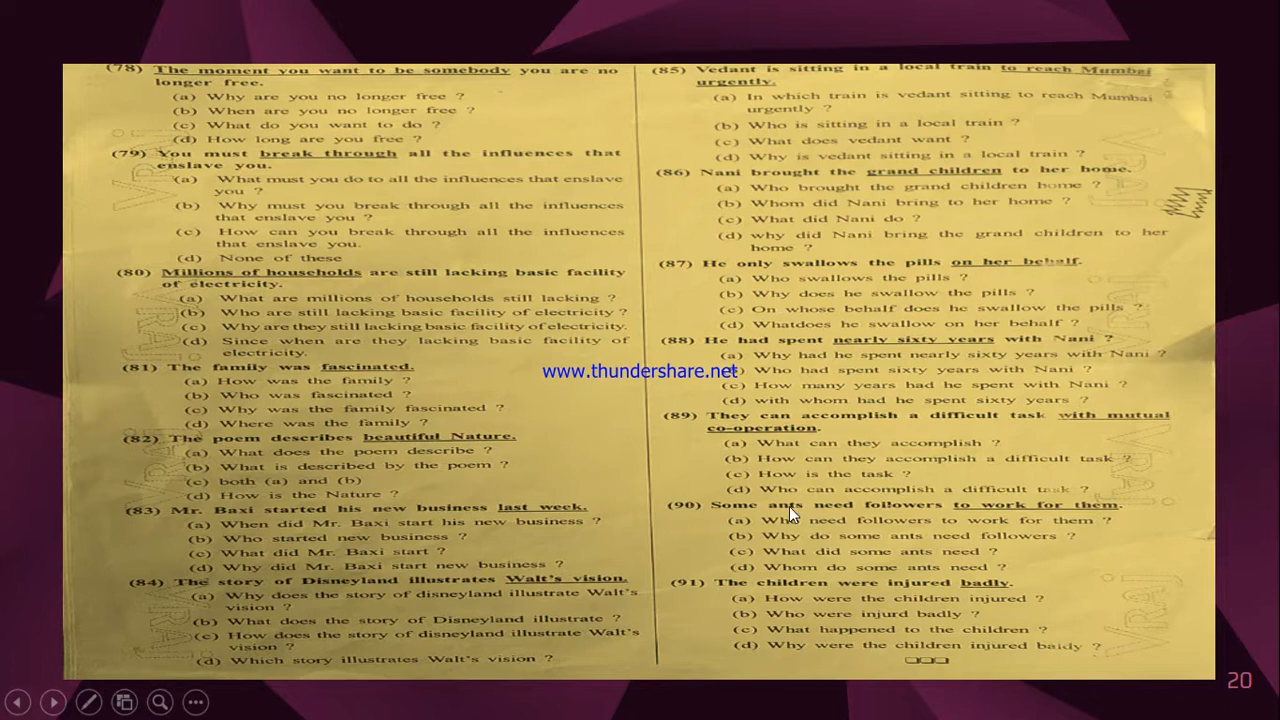 (78) The moment you want to be somebody you are no
longer free.
(a) Why are you no longer free ?
(b) When are you no longer free ?
(c) What do you want to do ?
(d) How long are you free ?
(79) You must break through all the influences that
enslave you.
(a) What must you do to all the influences that enslave
you ?
(b) Why must you break through all the influences
that enslave you ?
(c) How can you break through all the influences
that enslave you.
(d) None of these
(80) Millions of households are still lacking basic facility
of electricity.
(a) What are millions of households still lacking ?
(b) Who are still lacking basic facility of electricity ?
(c) Why are they still lacking basic facility of electricity.
(d) Since when are they lacking basic facility of
electricity.
(81) The family was fascinated.
(a) How was the family ?
(b) Who was fascinated ?
(c) Why was the family fascinated ?
(d) Where was the family ?
(82) The poem describes beautiful Nature.
(a) What does the poem describe ?
(b) What is described by the poem ?
(c) both (a) and (b)
(d) How is the Nature ?
(83) Mr. Baxi started his new business last week.
(a) When did Mr. Baxi start his new business ?
(b) Who started new business ?
(c) What did Mr. Baxi start ?
(d) Why did Mr. Baxi start new business ?
(84) The story of Disneyland illustrates Walt's vision.
(a) Why does the story of disneyland illustrate Walt's
vision ?
(b) What does the story of Disneyland illustrate ?
(c) How does the story of disneyland illustrate Walt's
vision ?
(d) Which story illustrates Walt's vision ?
(85) Vedant is sitting in a local train to reach Mumbai
urgently.
(a) In which train is vedant sitting to reach Mumbai
urgently ?
(b) Who is sitting in a local train ?
(c) What does vedant want ?
(d) Why is vedant sitting in a local train ?
(86) Nani brought the grand children to her home.
(a) Who brought the grand children home ?
(b) Whom did Nani bring to her home ?
(c) What did Nani do ?
(d) why did Nani bring the grand children to her
home ?
(87) He only swallows the pills on her behalf.
(a) Who swallows the pills ?
(b) Why does he swallow the pills ?
(c) On whose behalf does he swallow the pills ?
(d) Whatdoes he swallow on her behalf ?
(88) He had spent nearly sixty years with Nani ?
(a) Why had he spent nearly sixty years with Nani ?
Who had spent sixty years with Nani ?
(c) How many years had he spent with Nani ?
(d) with whom had he spent sixty years ?
(89) They can accomplish a difficult task with mutual
co-operation.
(a) What can they accomplish ?
(b) How can they accomplish a difficult task ?
(c) How is the task ?
(d) Who can accomplish a difficult task ?
(90) Some ants need followers to work for them.
(a) Who need followers to work for them ?
(b) Why do some ants need followers ?
(c) What did some ants need ?
(d) Whom do some ants need ?
(91) The children were injured badly.
(a) How were the children injured ?
(b) Who were injurd badly ?
(c) What happened to the children ?
(d) Why were the children injured badly ?
www.thundershare.net
VRAJ
20